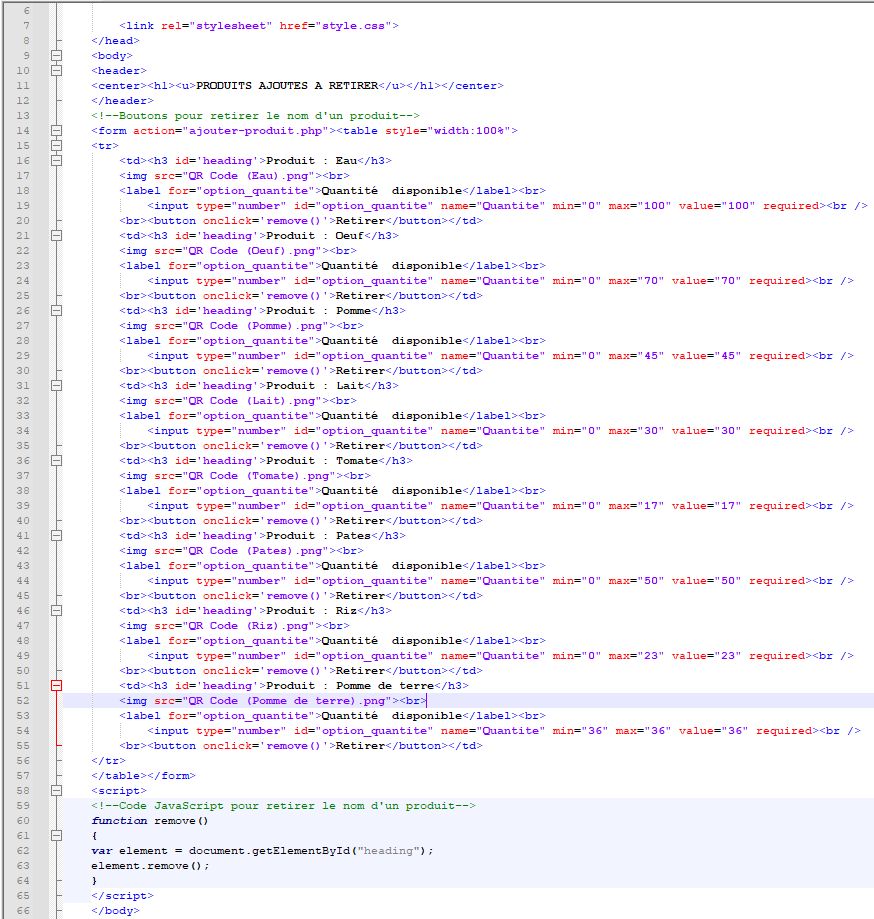 6
7 <link rel="stylesheet" href="style.css">
8 </head>
9 <body>
10 <header>
11 <center><h1><u>PRODUITS AJOUTES A RETIRER</u></h1></center>
12 </header>
13 <!--Boutons pour retirer le nom d'un produit-->
14 <form action="ajouter-produit.php"><table style="width:100%">
15 <tr>
16 <td><h3 id='heading'>Produit : Eau</h3>
17 <img src="QR Code (Eau).png"><br>
18 <label for="option_quantite">Quantité  disponible</label><br>
19 <input type="number" id="option_quantite" name="Quantite" min="0" max="100" value="100" required><br />
20 <br><button onclick='remove()'>Retirer</button></td>
21 <td><h3 id='heading'>Produit : Oeuf</h3>
22 <img src="QR Code (Oeuf).png"><br>
23 <label for="option_quantite">Quantité  disponible</label><br>
24 <input type="number" id="option_quantite" name="Quantite" min="0" max="70" value="70" required><br />
25 <br><button onclick='remove()'>Retirer</button></td>
26 <td><h3 id='heading'>Produit : Pomme</h3>
27 <img src="QR Code (Pomme).png"><br>
28 <label for="option_quantite">Quantité  disponible</label><br>
29 <input type="number" id="option_quantite" name="Quantite" min="0" max="45" value="45" required><br />
30 <br><button onclick='remove()'>Retirer</button></td>
31 <td><h3 id='heading'>Produit : Lait</h3>
32 <img src="QR Code (Lait).png"><br>
33 <label for="option_quantite">Quantité  disponible</label><br>
34 <input type="number" id="option_quantite" name="Quantite" min="0" max="30" value="30" required><br />
35 <br><button onclick='remove()'>Retirer</button></td>
36 <td><h3 id='heading'>Produit : Tomate</h3>
37 <img src="QR Code (Tomate).png"><br>
38 <label for="option_quantite">Quantité  disponible</label><br>
39 <input type="number" id="option_quantite" name="Quantite" min="0" max="17" value="17" required><br />
40 <br><button onclick='remove()'>Retirer</button></td>
41 <td><h3 id='heading'>Produit : Pates</h3>
42 <img src="QR Code (Pates).png"><br>
43 <label for="option_quantite">Quantité  disponible</label><br>
44 <input type="number" id="option_quantite" name="Quantite" min="0" max="50" value="50" required><br />
45 <br><button onclick='remove()'>Retirer</button></td>
46 <td><h3 id='heading'>Produit : Riz</h3>
47 <img src="QR Code (Riz).png"><br>
48 <label for="option_quantite">Quantité  disponible</label><br>
49 <input type="number" id="option_quantite" name="Quantite" min="0" max="23" value="23" required><br />
50 <br><button onclick='remove()'>Retirer</button></td>
51 <td><h3 id='heading'>Produit : Pomme de terre</h3>
52 <img src="QR Code (Pomme de terre).png"><br>
53 <label for="option_quantite">Quantité  disponible</label><br>
54 <input type="number" id="option_quantite" name="Quantite" min="36" max="36" value="36" required><br />
55 <br><button onclick='remove()'>Retirer</button></td>
56 </tr>
57 </table></form>
58 <script>
59 <!--Code JavaScript pour retirer le nom d'un produit-->
60 function remove()
61 {
62 var element = document.getElementById("heading");
63 element.remove();
64 }
65 </script>
66 </body>